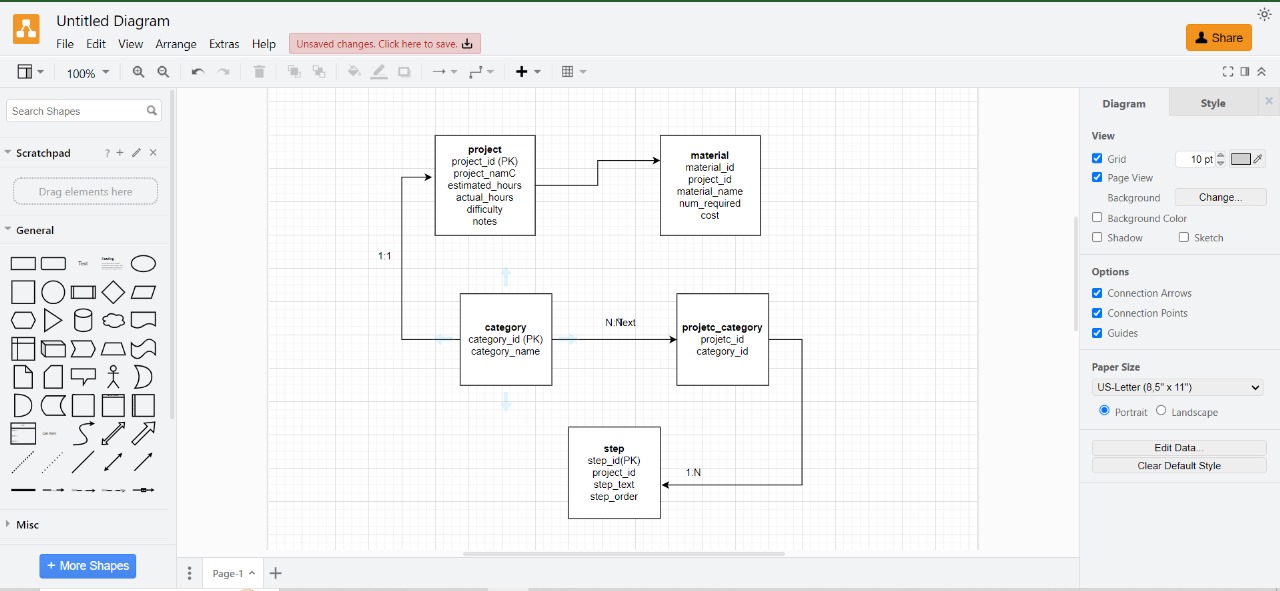 Untitled Diagram
File Edit View Arrange Extras Help Unsaved changes. Click here to save.
Share
100%
Search Shapes
Scratchpad
?
Drag elements here
General
Text
Heading
Misc
+ More Shapes
project
project_id (PK)
project_namC
estimated_hours
actual_hours
difficulty
notes
material
material_id
project_id
material_name
num_required
cost
1:1
category
category_id (PK)
category_name
projetc_category
projetc_id
category_id
step
step_id(PK)
project_id
step_text
step_order
1.N
Page-1
Diagram Style
View
Grid 10 pt
Page View
Background Change...
Background Color
Shadow Sketch
Options
Connection Arrows
Connection Points
Guides
Paper Size
US-Letter (8,5" x 11")
Portrait Landscape
Edit Data...
Clear Default Style